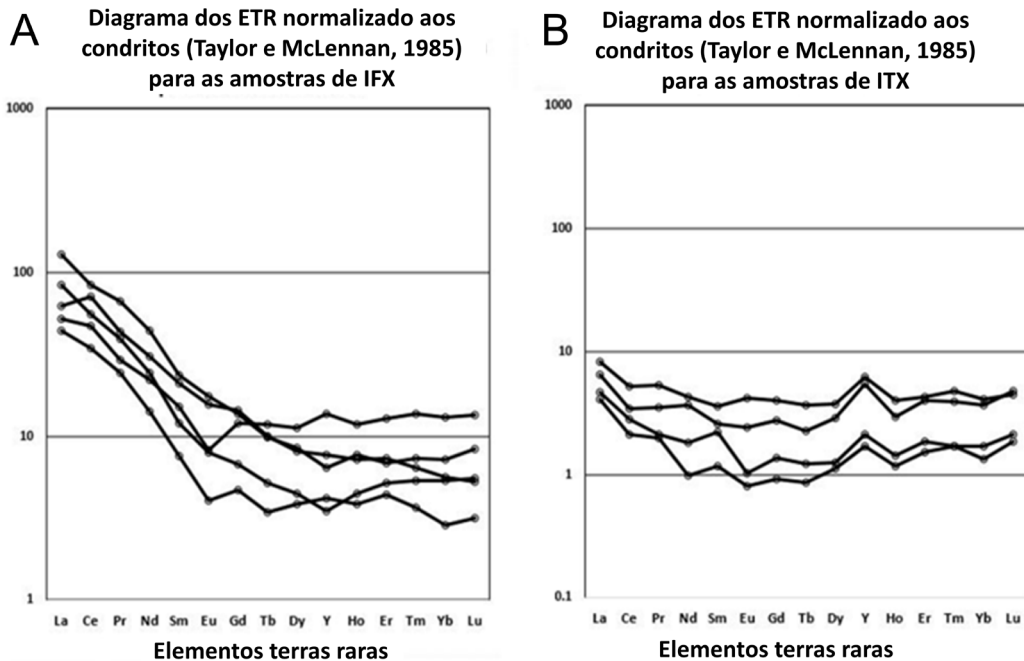 A
Diagrama dos ETR normalizado aos
condritos (Taylor e McLennan, 1985)
para as amostras de IFX
1000
100
10
1
La Ce Pr Nd Sm Eu Gd Tb Dy Y Ho Er Tm Yb Lu
Elementos terras raras
B
Diagrama dos ETR normalizado aos
condritos (Taylor e McLennan, 1985)
para as amostras de ITX
1000
100
10
1
0.1
La Ce Pr Nd Sm Eu Gd Tb Dy Y Ho Er Tm Yb Lu
Elementos terras raras